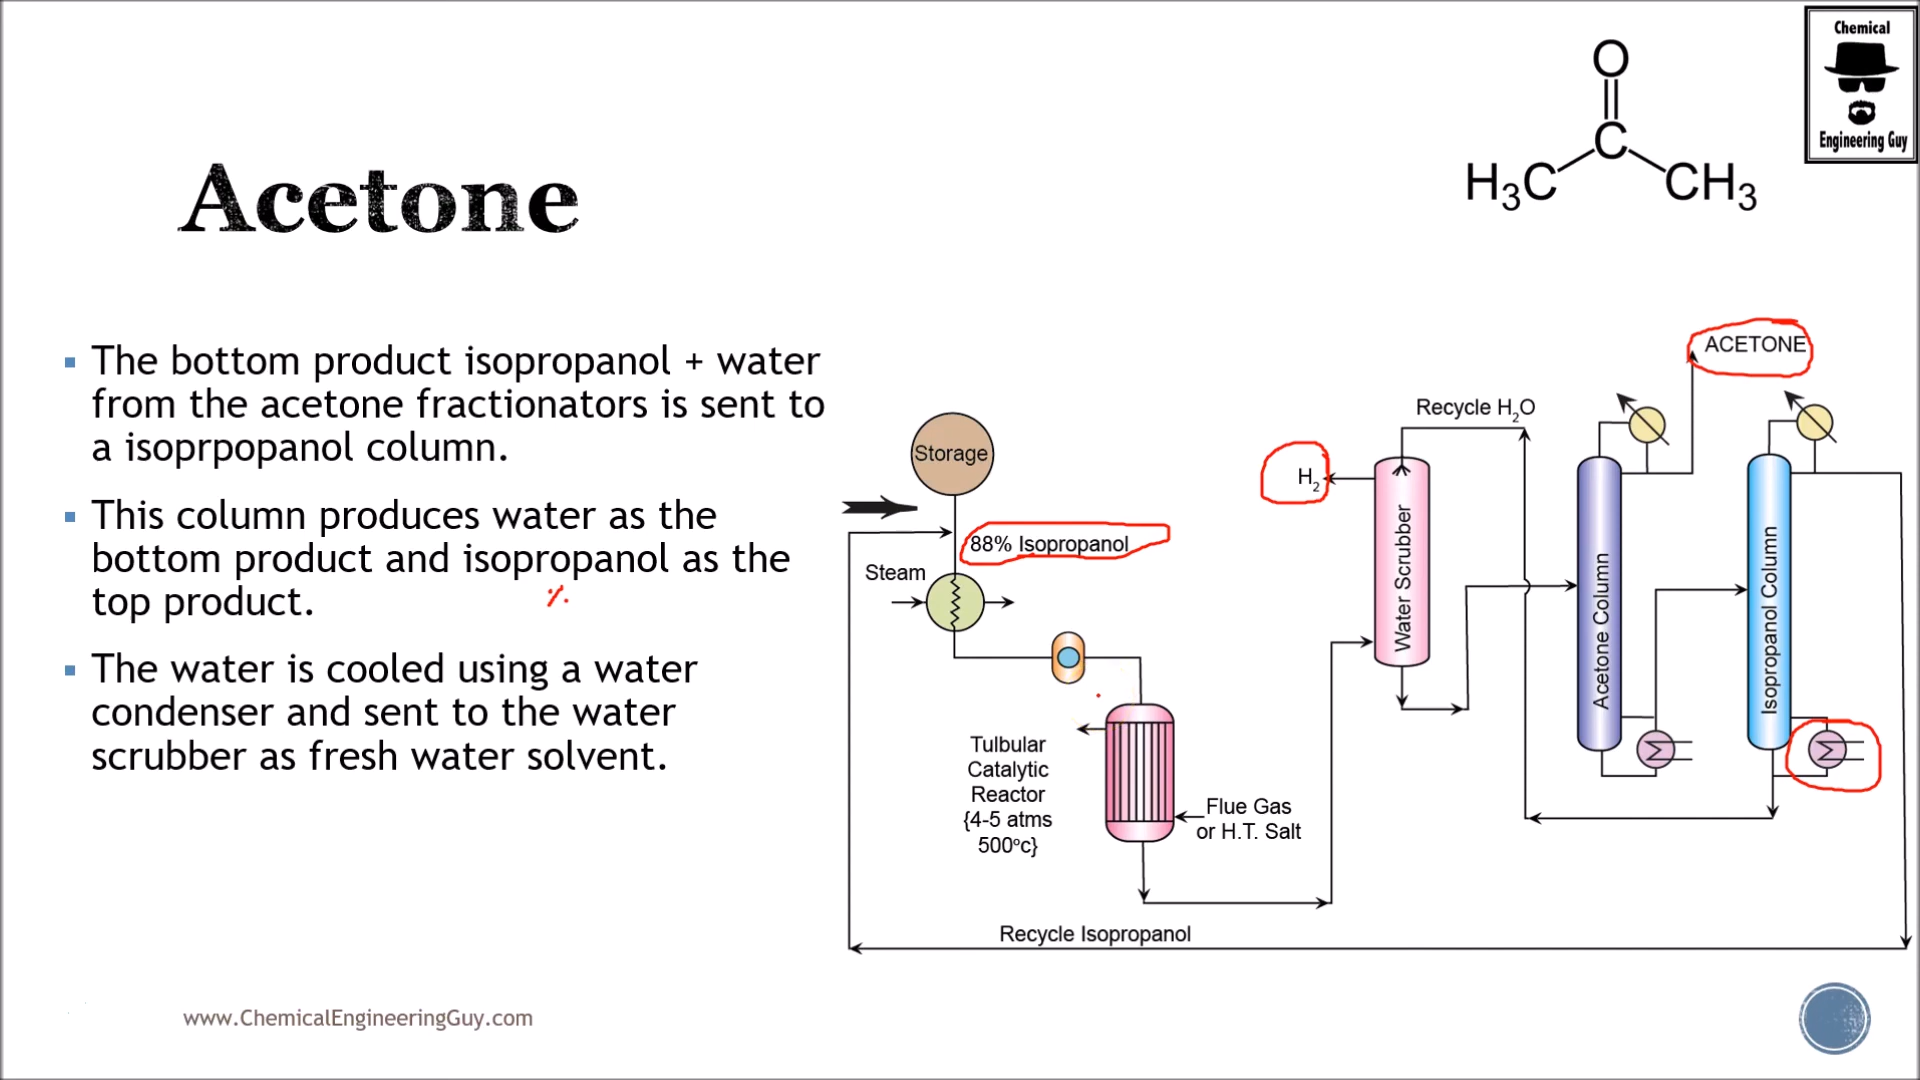 Chemical
Engineering Guy
O
C
H3C
CH3
Acetone
The bottom product isopropanol + water
from the acetone fractionators is sent to
a isoprpopanol column.
This column produces water as the
bottom product and isopropanol as the
top product.
The water is cooled using a water
condenser and sent to the water
scrubber as fresh water solvent.
ACETONE
Recycle H2O
Storage
H2
88% Isopropanol
Steam
Water Scrubber
Acetone Column
Isopropanol Column
Tulbular
Catalytic
Reactor
{4-5 atms
500ºc}
Flue Gas
or H.T. Salt
Recycle Isopropanol
www.ChemicalEngineeringGuy.com